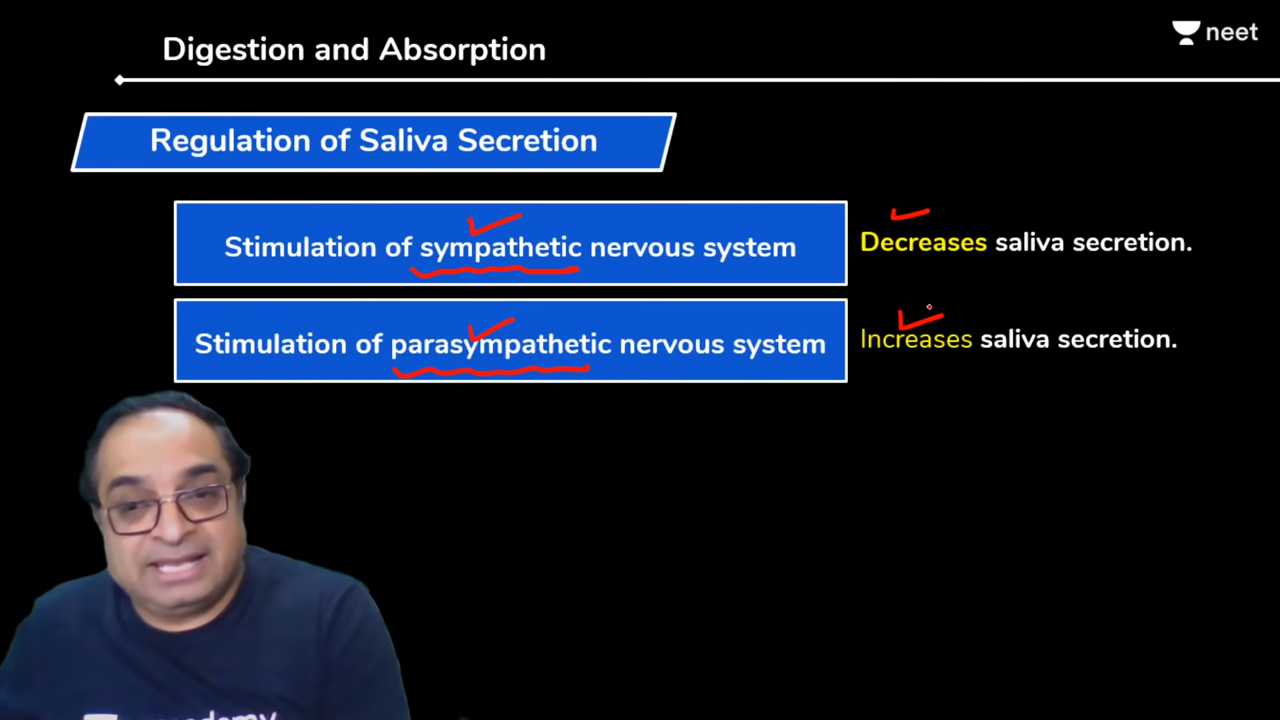 neet
Digestion and Absorption
Regulation of Saliva Secretion
Stimulation of sympathetic nervous system
Decreases saliva secretion.
Stimulation of parasympathetic nervous system
Increases saliva secretion.